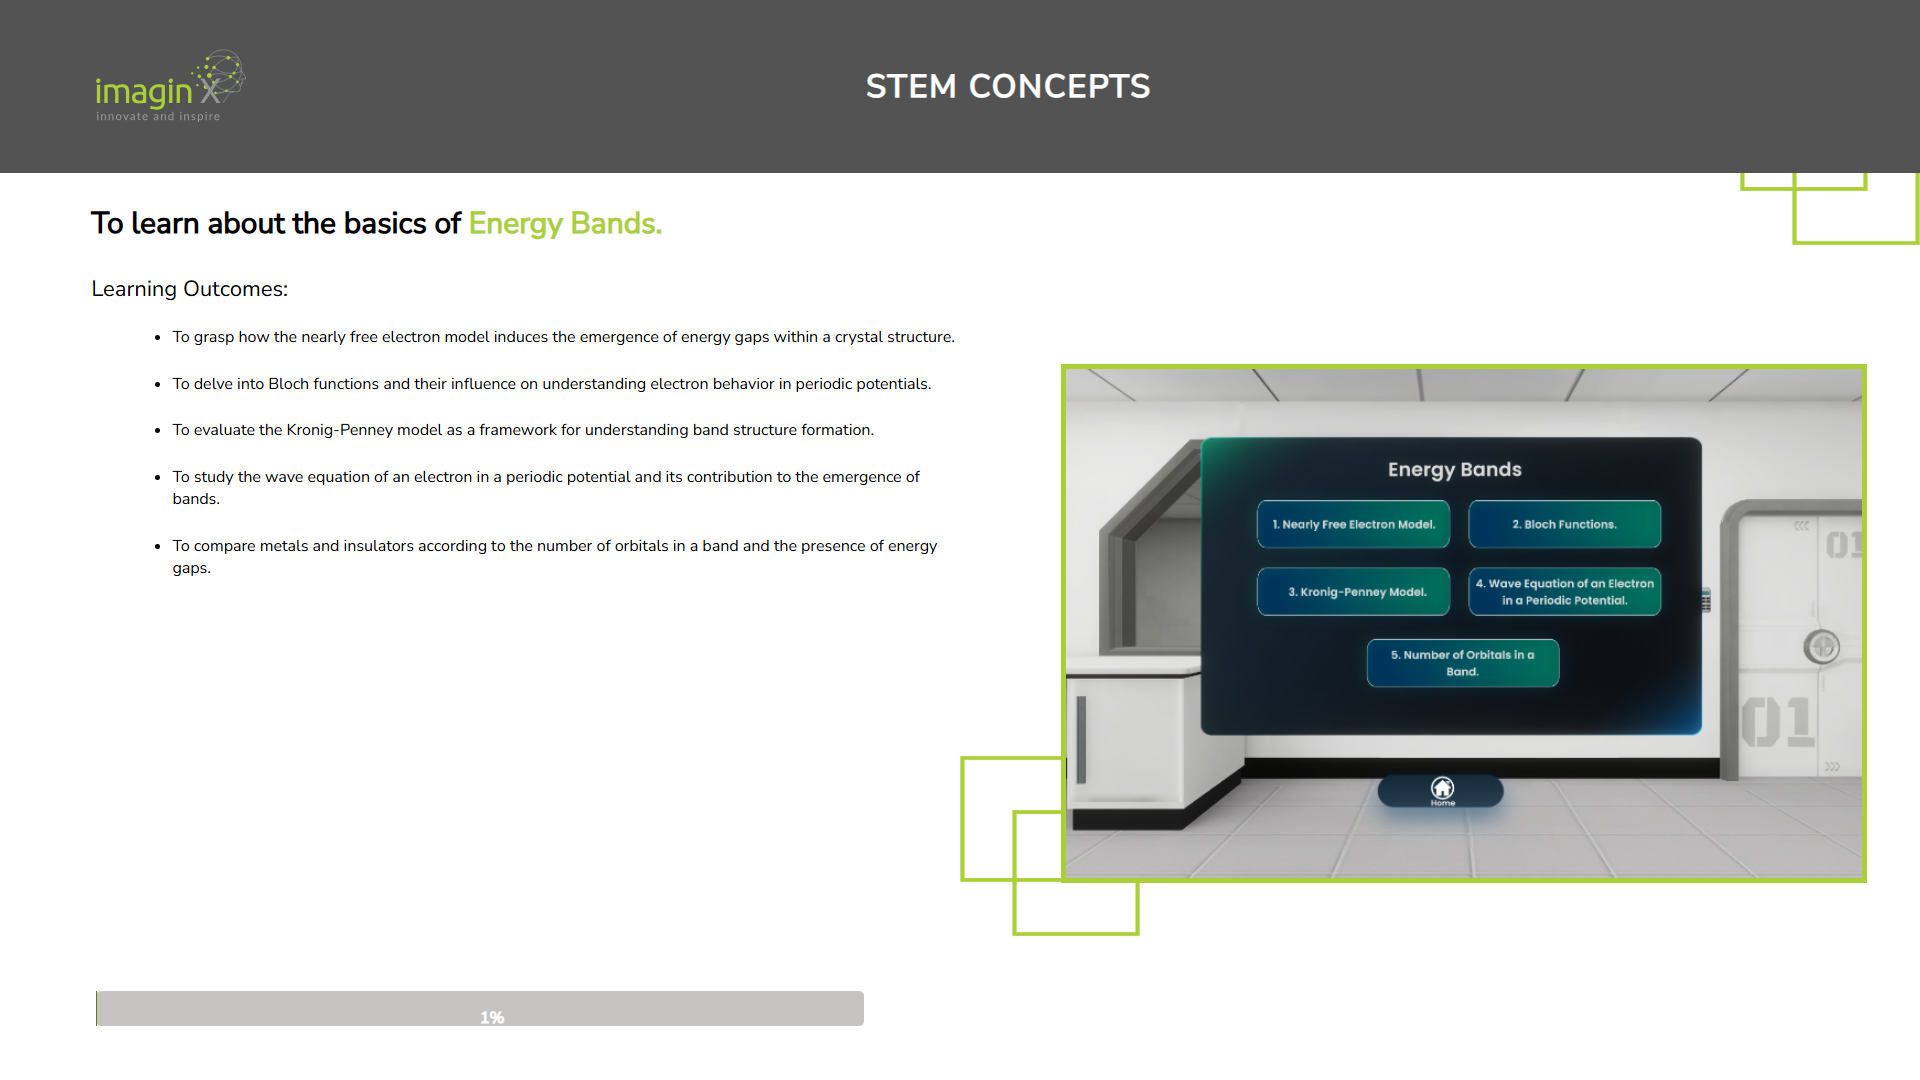 imagin X
innovate and inspire
STEM CONCEPTS
To learn about the basics of Energy Bands.
Learning Outcomes:
• To grasp how the nearly free electron model induces the emergence of energy gaps within a crystal structure.
• To delve into Bloch functions and their influence on understanding electron behavior in periodic potentials.
• To evaluate the Kronig-Penney model as a framework for understanding band structure formation.
• To study the wave equation of an electron in a periodic potential and its contribution to the emergence of
bands.
• To compare metals and insulators according to the number of orbitals in a band and the presence of energy
gaps.
Energy Bands
1. Nearly Free Electron Model.
2. Bloch Functions.
3. Kronig-Penney Model.
4. Wave Equation of an Electron
in a Periodic Potential.
5. Number of Orbitals in a
Band.
Home
01
01
1%